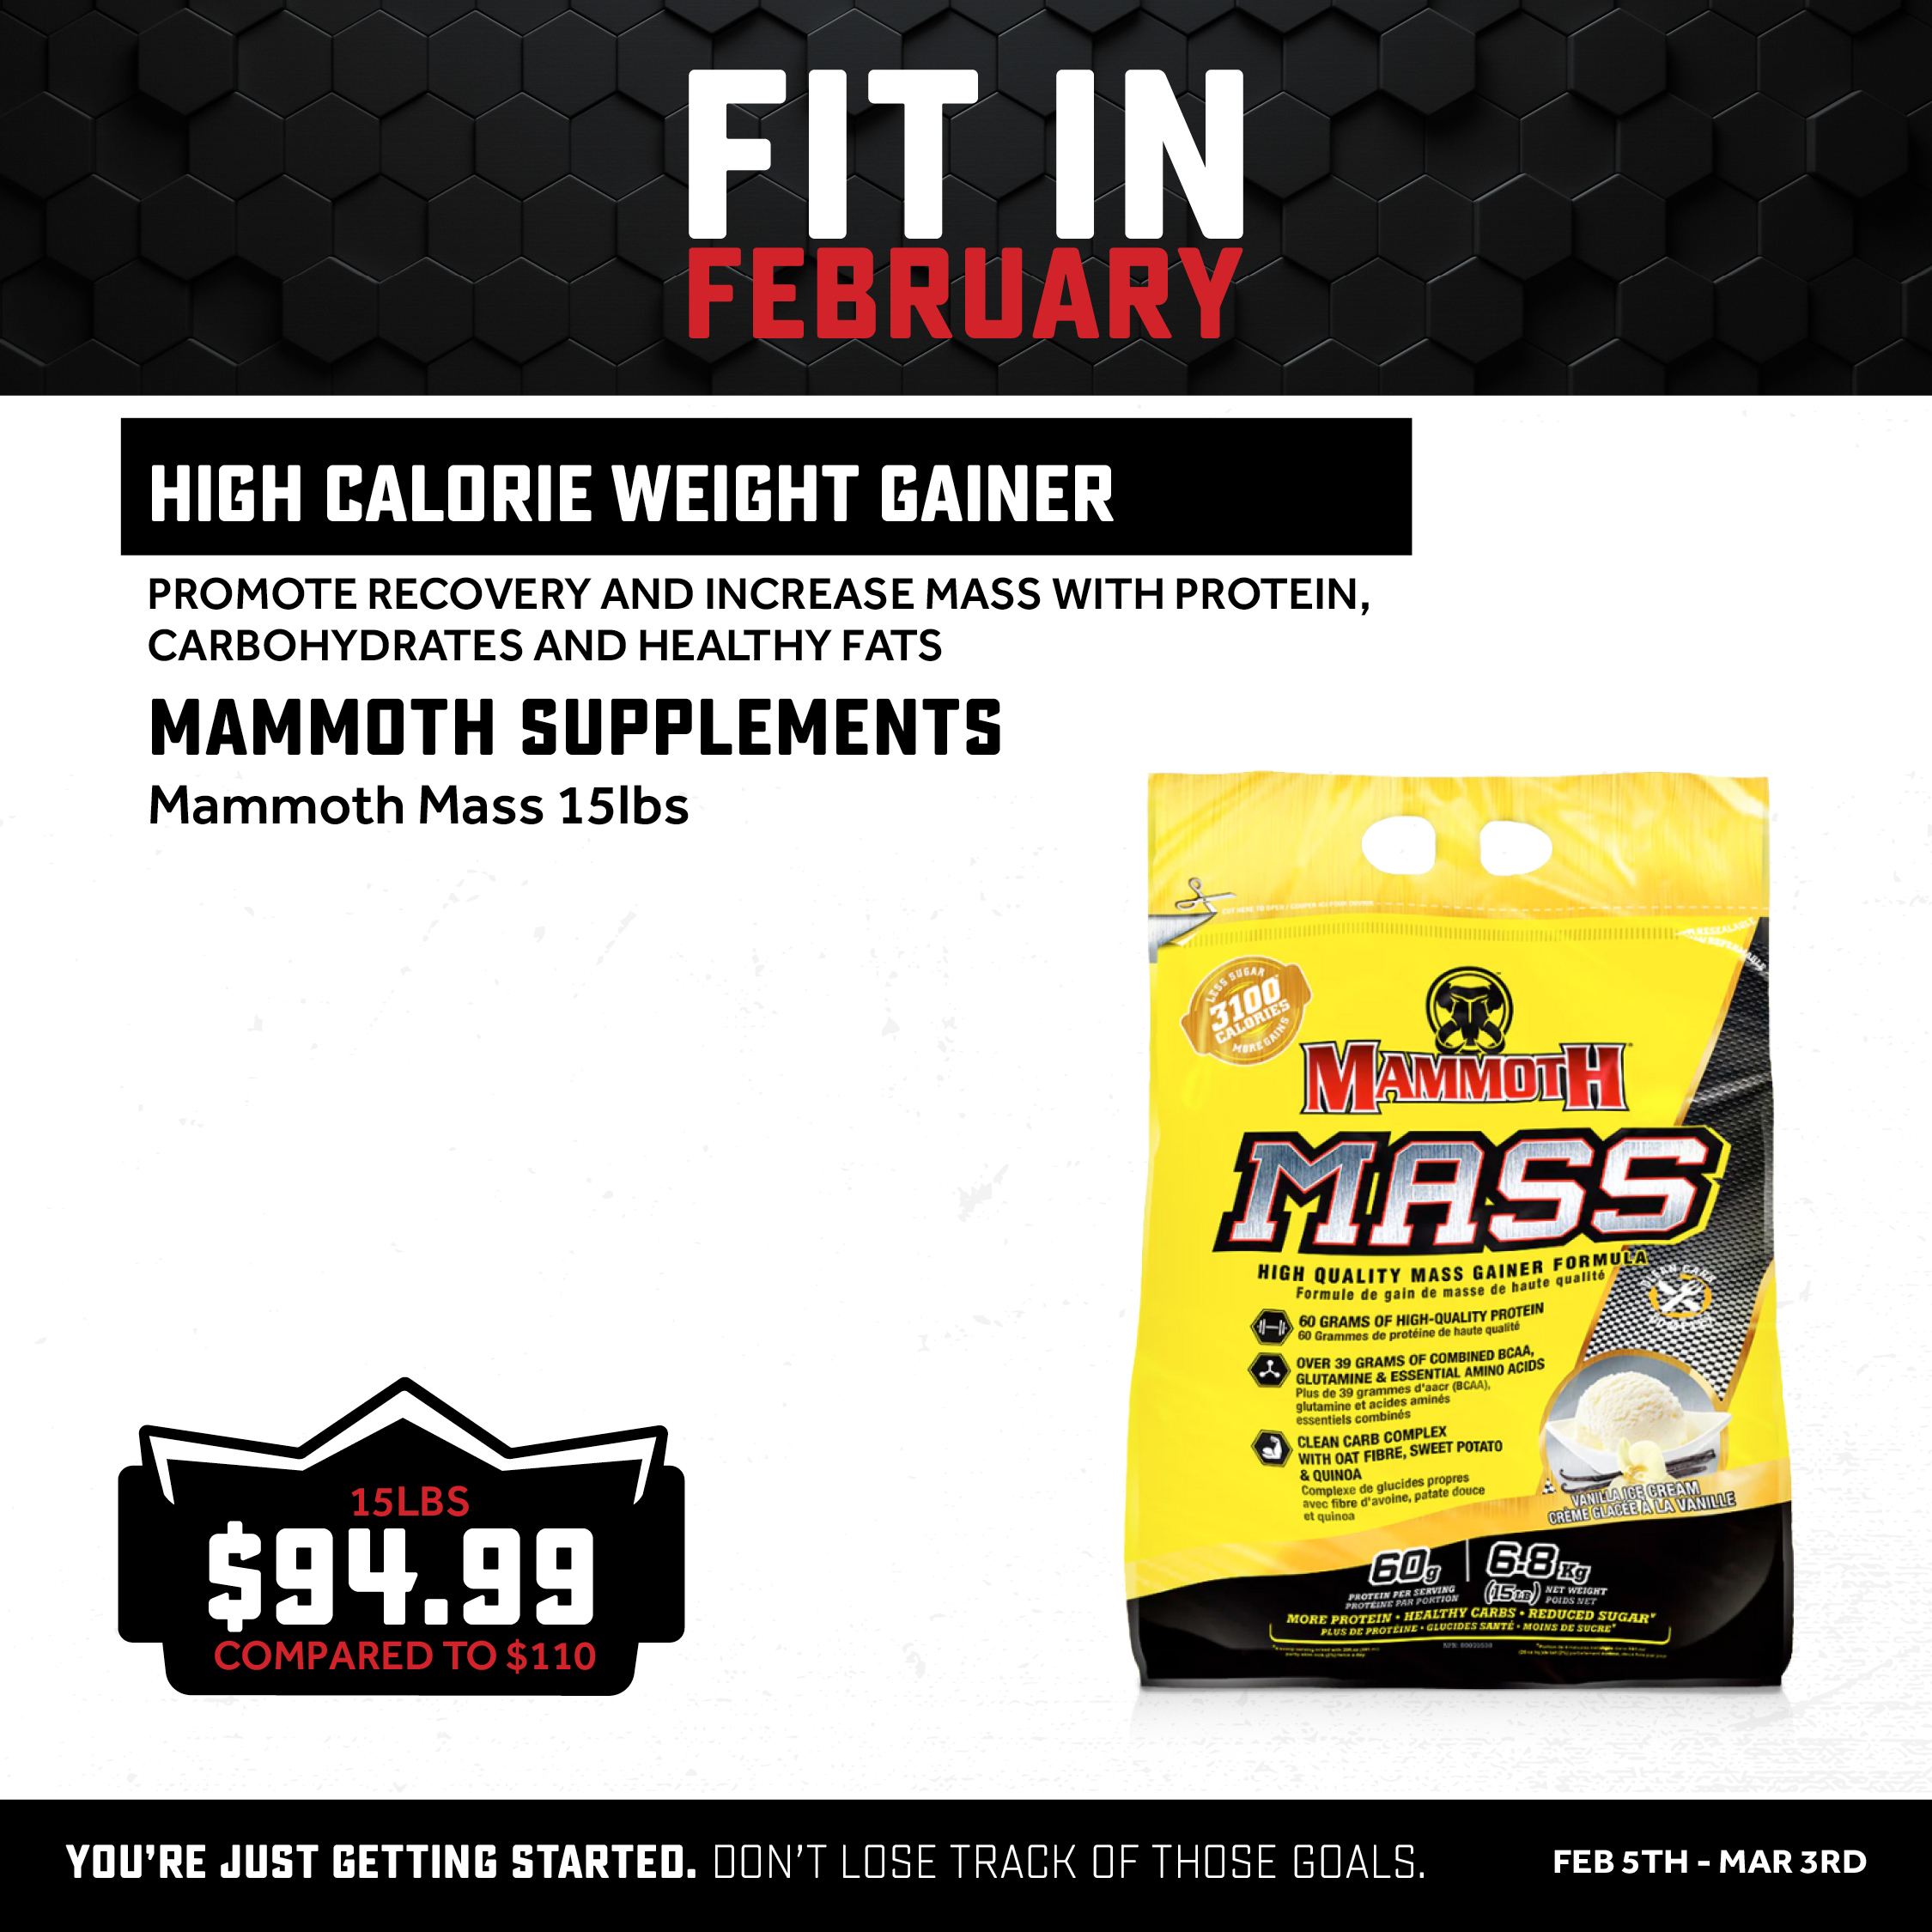 FIT IN
FEBRUARY
HIGH CALORIE WEIGHT GAINER
PROMOTE RECOVERY AND INCREASE MASS WITH PROTEIN,
CARBOHYDRATES AND HEALTHY FATS
MAMMOTH SUPPLEMENTS
Mammoth Mass 15lbs
CUT HERE TO OPEN
LESS SUGAR
3100
CALORIES
MORE GAINS
MAMMOTH
MASS
HIGH QUALITY MASS GAINER FORMULA
Formule de gain de masse de haute qualité
60 GRAMS OF HIGH-QUALITY PROTEIN
60 Grammes de protéine de haute qualité
OVER 39 GRAMS OF COMBINED BCAA,
GLUTAMINE & ESSENTIAL AMINO ACIDS
Plus de 39 grammes d'aacr (BCAA),
glutamine et acides aminés
essentiels combinés
CLEAN CARB COMPLEX
WITH OAT FIBRE, SWEET POTATO
& QUINOA
Complexe de glucides propres
avec fibre d'avoine, patate douce
et quinoa
VANILLA ICE CREAM
CRÈME GLACÉE À LA VANILLE
60g
PROTEIN PER SERVING
PROTÉINE PAR PORTION
6.8 Kg
(15LB) NET WEIGHT
POIDS NET
MORE PROTEIN • HEALTHY CARBS • REDUCED SUGAR*
PLUS DE PROTÉINE • GLUCIDES SANTÉ • MOINS DE SUCRE*
15LBS
$94.99
COMPARED TO $110
YOU'RE JUST GETTING STARTED. DON'T LOSE TRACK OF THOSE GOALS.
FEB 5TH - MAR 3RD